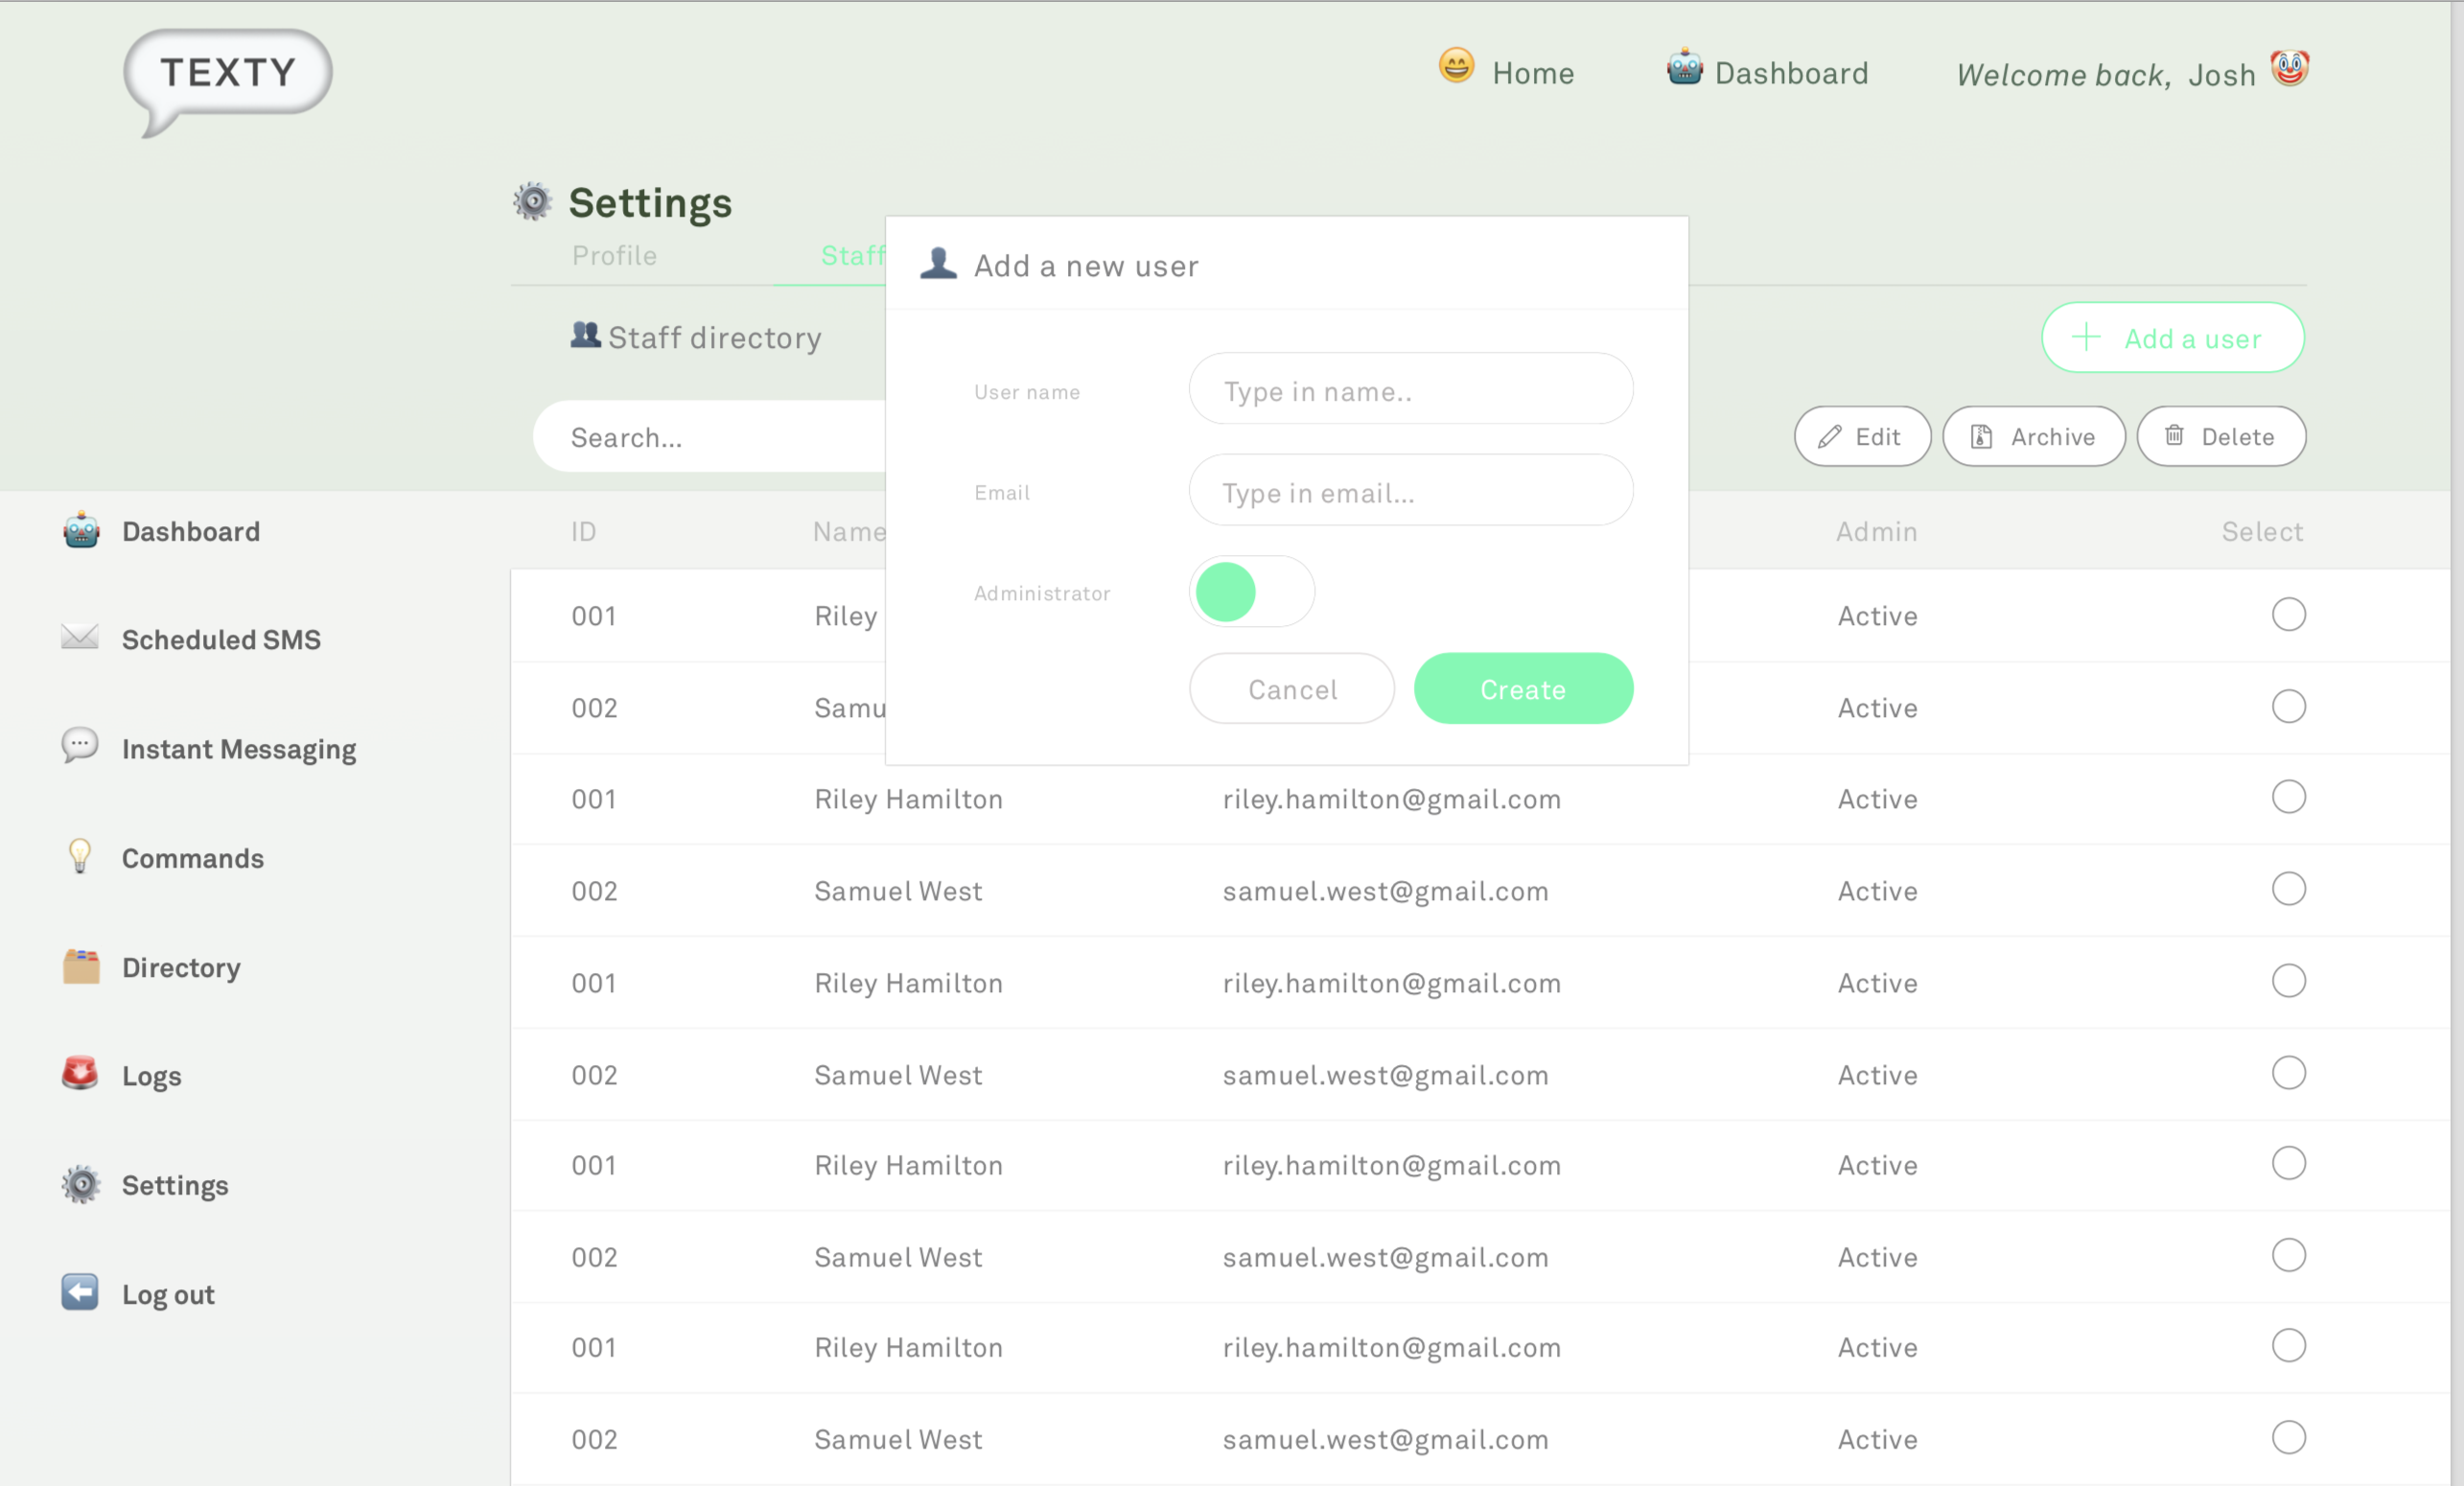 TEXTY
Home
Dashboard
Welcome back, Josh
Settings
Profile
Staff
Add a new user
Staff directory
Add a user
User name
Type in name..
Search...
Edit
Archive
Delete
Email
Type in email...
Dashboard
Scheduled SMS
Instant Messaging
Commands
Directory
Logs
Settings
Log out
ID Name Admin Select
Administrator
Cancel
Create
001 Riley Active
002 Samu Active
001 Riley Hamilton riley.hamilton@gmail.com Active
002 Samuel West samuel.west@gmail.com Active
001 Riley Hamilton riley.hamilton@gmail.com Active
002 Samuel West samuel.west@gmail.com Active
001 Riley Hamilton riley.hamilton@gmail.com Active
002 Samuel West samuel.west@gmail.com Active
001 Riley Hamilton riley.hamilton@gmail.com Active
002 Samuel West samuel.west@gmail.com Active